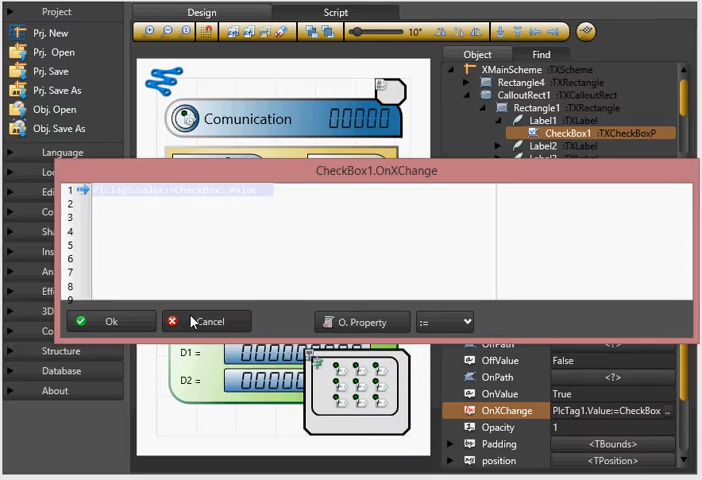 Project
Design
Script
Prj. New
Prj. Open
Prj. Save
Prj. Save As
Obj. Open
Obj. Save As
Language
10°
Object
Find
XMainScheme :TXScheme
Rectangle4 :TXRectangle
CalloutRect1 :TXCalloutRect
Rectangle1 :TXRectangle
Label1 :TXLabel
CheckBox1 :TXCheckBoxP
Label2 :TXLabel
Comunication
00000
CheckBox1.OnXChange
1 PlcTag1.Value:=CheckBox1.Value
2
3
4
5
6
7
8
9
Ok
Cancel
O. Property
:=
Structure
Database
About
D1 =
D2 =
OnPath
<?>
OffValue
False
OnPath
<?>
OnValue
True
OnXChange
PlcTag1.Value:=CheckBox ..
Opacity
1
Padding
<TBounds>
position
<TPosition>